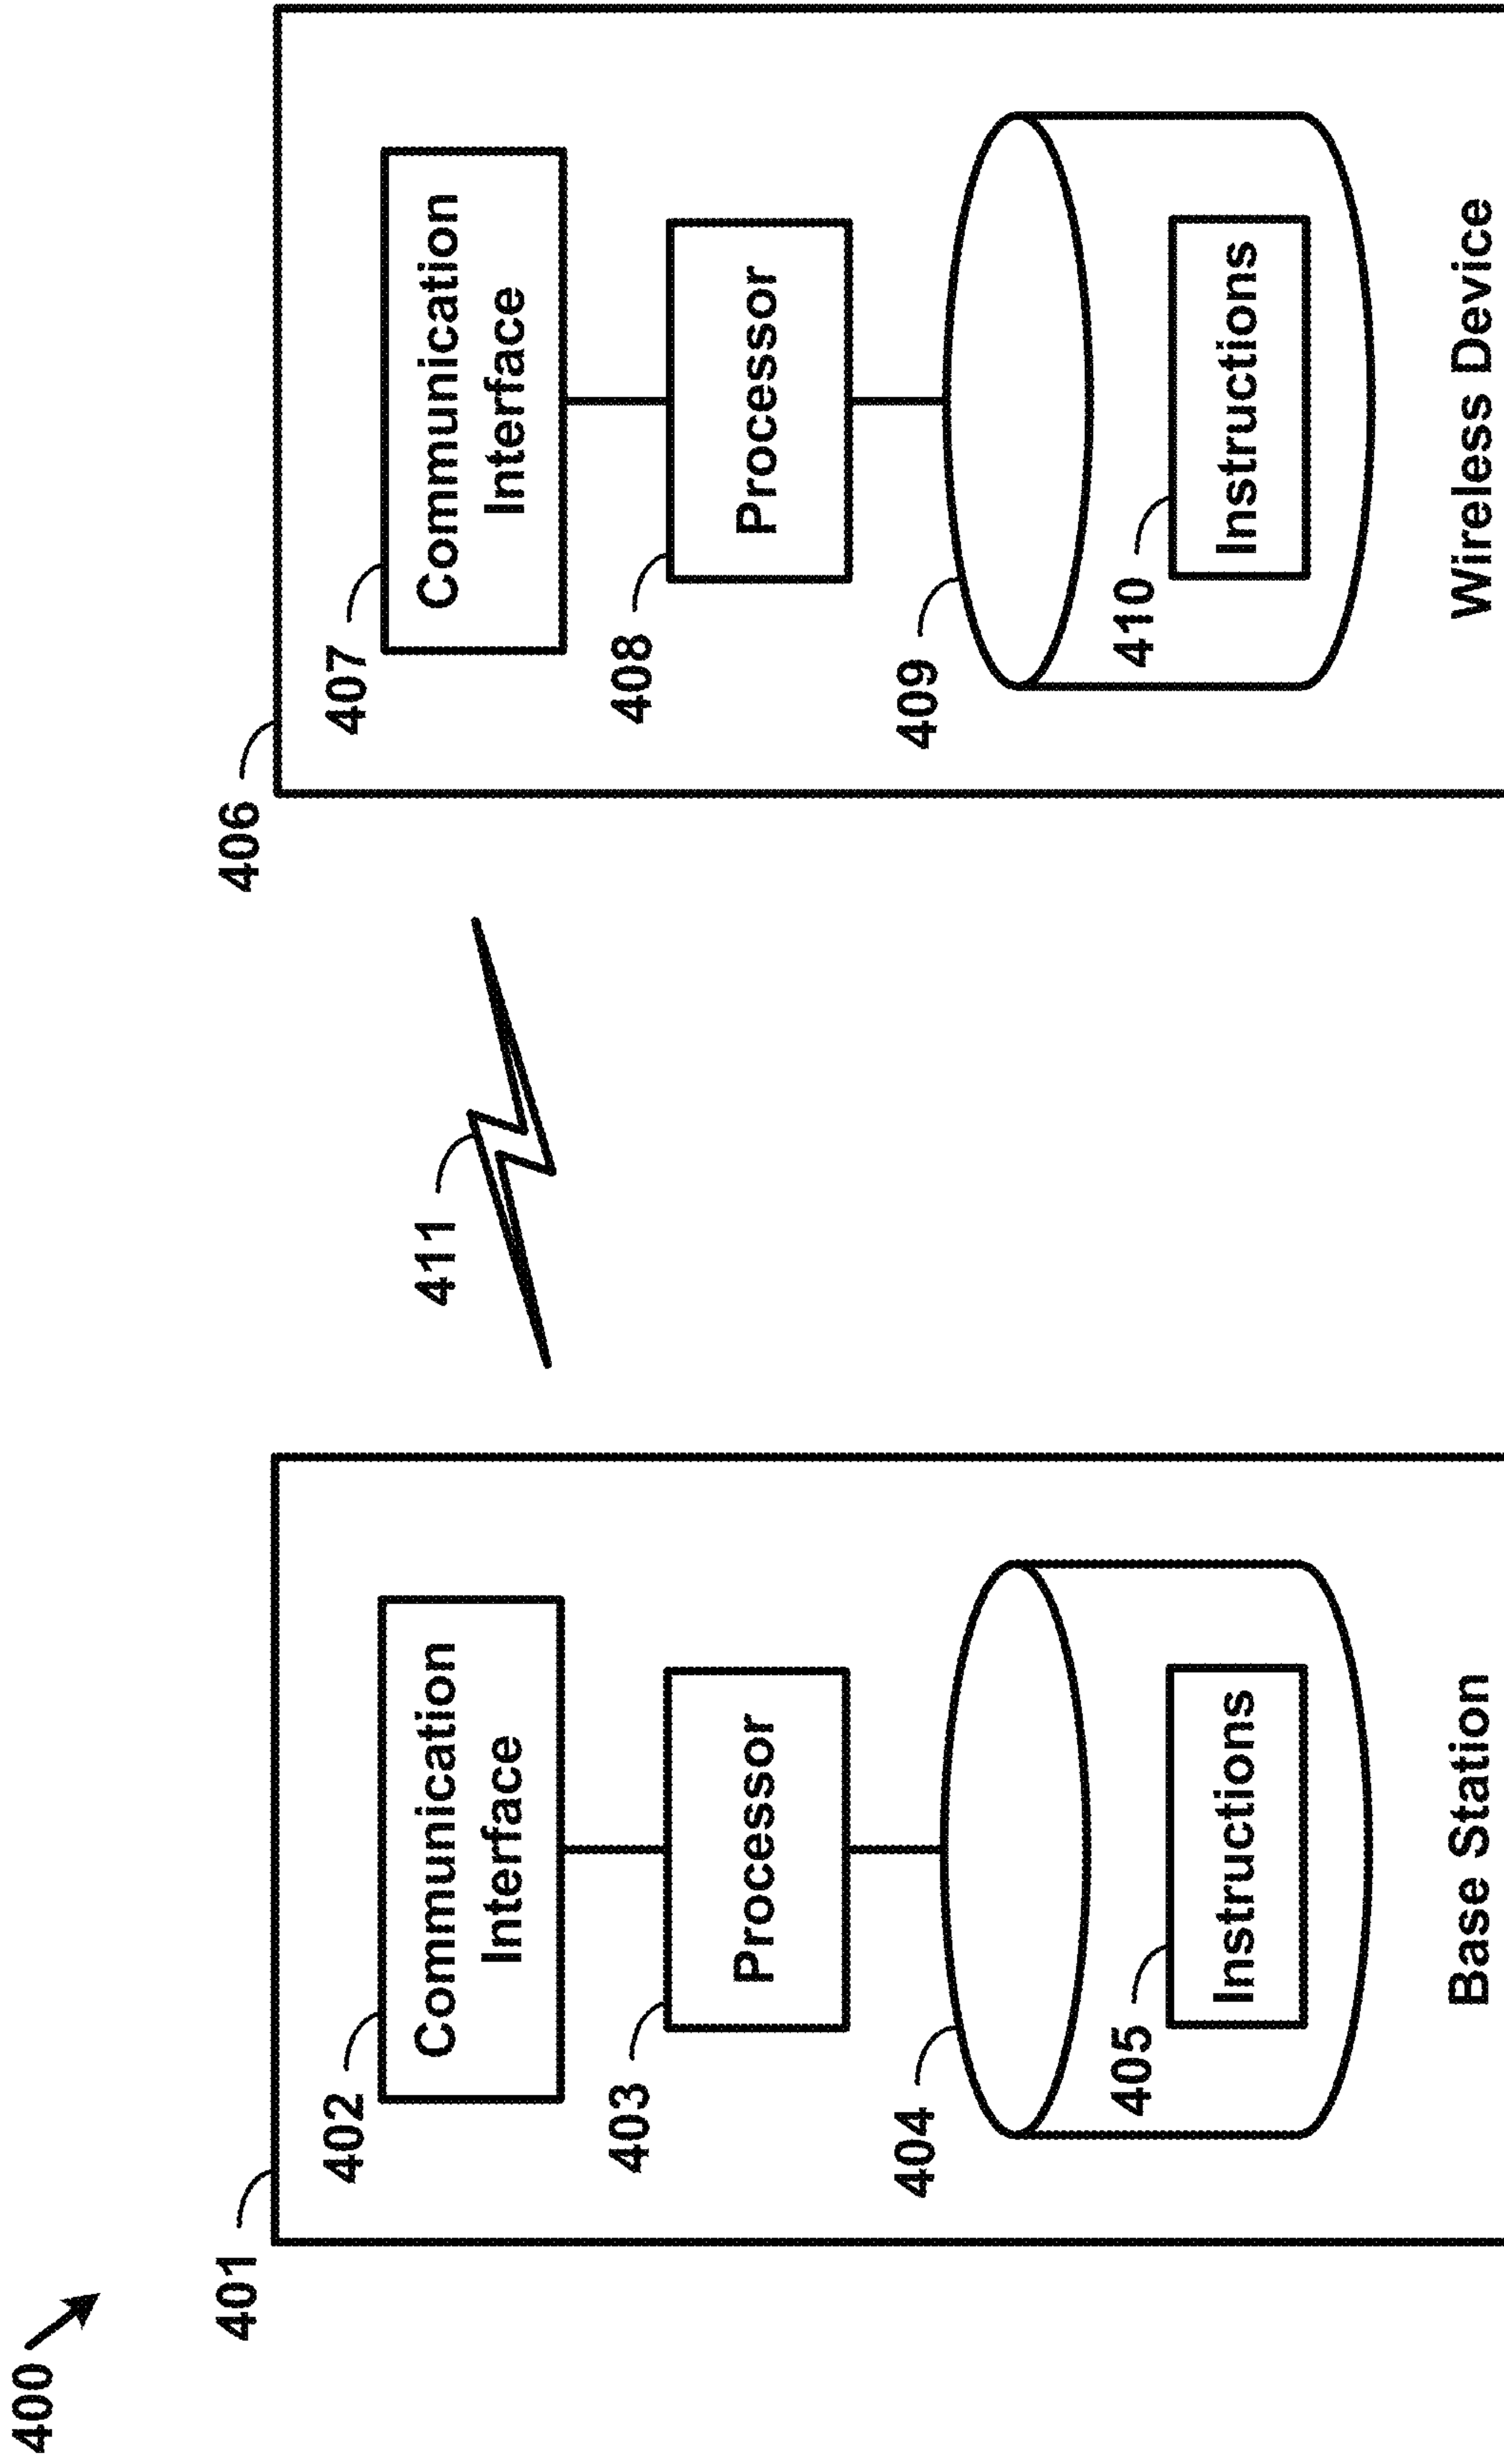 400
401
402
Communication
Interface
403
Processor
404
405
Instructions
Base Station
411
406
407
Communication
Interface
408
Processor
409
410
Instructions
Wireless Device